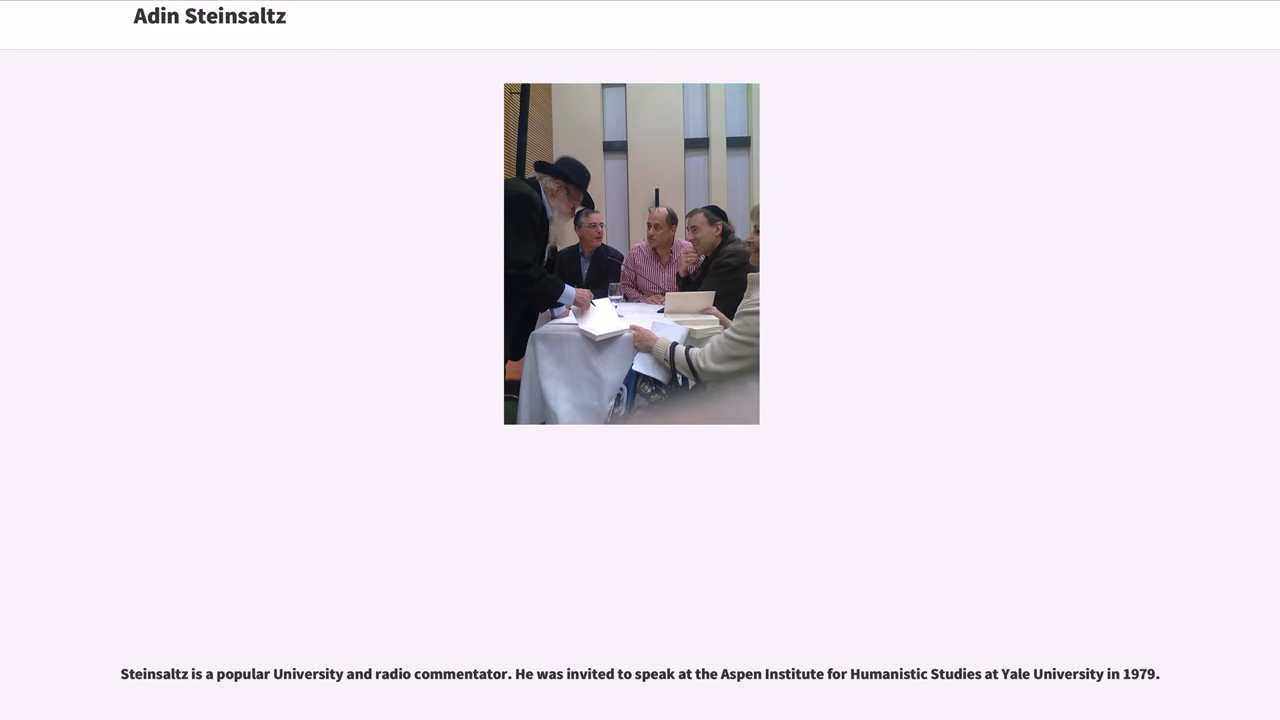 Adin Steinsaltz
Steinsaltz is a popular University and radio commentator. He was invited to speak at the Aspen Institute for Humanistic Studies at Yale University in 1979.